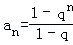 aₙ=(1 − qⁿ)/(1 − q)